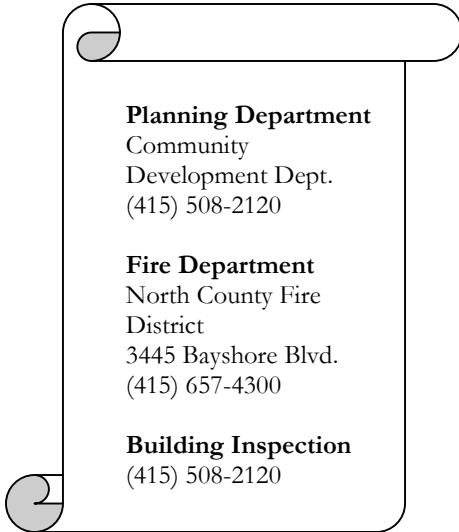 Planning Department
Community
Development Dept.
(415) 508-2120
Fire Department
North County Fire
District
3445 Bayshore Blvd.
(415) 657-4300
Building Inspection
(415) 508-2120